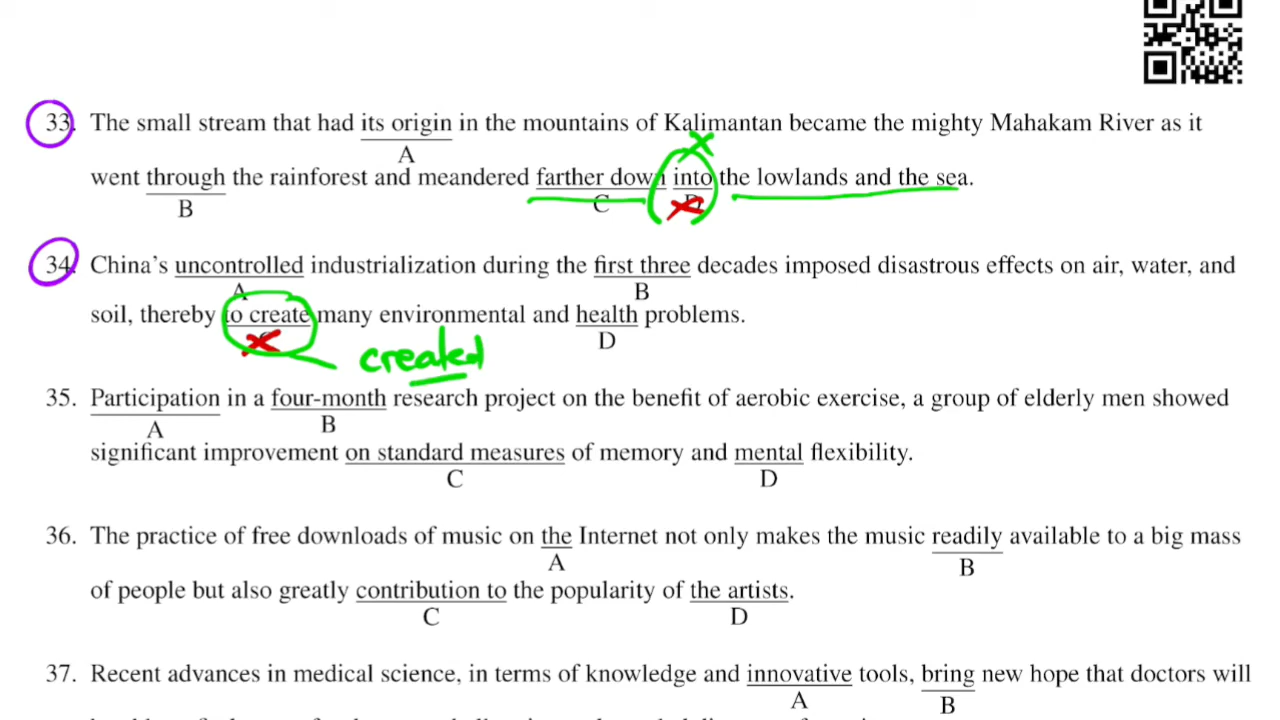 33. The small stream that had its origin in the mountains of Kalimantan became the mighty Mahakam River as it
A
went through the rainforest and meandered farther down into the lowlands and the sea.
B C D
34. China's uncontrolled industrialization during the first three decades imposed disastrous effects on air, water, and
A B
soil, thereby to create many environmental and health problems.
D
created
35. Participation in a four-month research project on the benefit of aerobic exercise, a group of elderly men showed
A B
significant improvement on standard measures of memory and mental flexibility.
C D
36. The practice of free downloads of music on the Internet not only makes the music readily available to a big mass
A B
of people but also greatly contribution to the popularity of the artists.
C D
37. Recent advances in medical science, in terms of knowledge and innovative tools, bring new hope that doctors will
A B